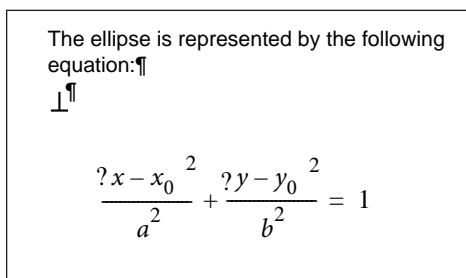 The ellipse is represented by the following
equation:¶
⊥¶
?x – x₀ ² / a² + ?y – y₀ ² / b² = 1